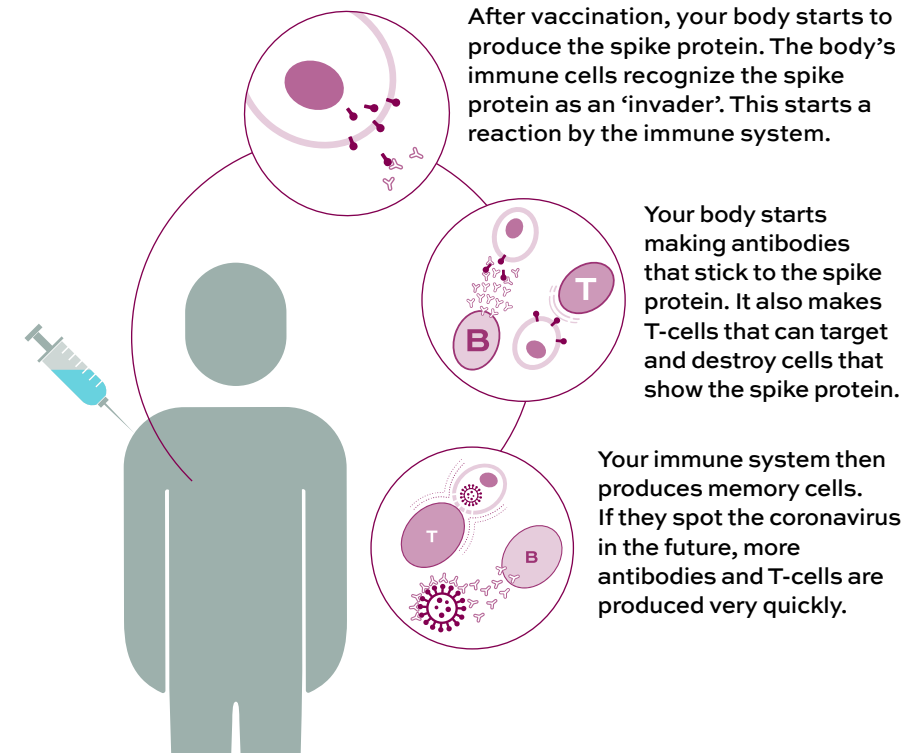 After vaccination, your body starts to
produce the spike protein. The body’s
immune cells recognize the spike
protein as an ‘invader’. This starts a
reaction by the immune system.
Your body starts
making antibodies
that stick to the spike
protein. It also makes
T-cells that can target
and destroy cells that
show the spike protein.
T
B
Your immune system then
produces memory cells.
If they spot the coronavirus
in the future, more
antibodies and T-cells are
produced very quickly.
T
B